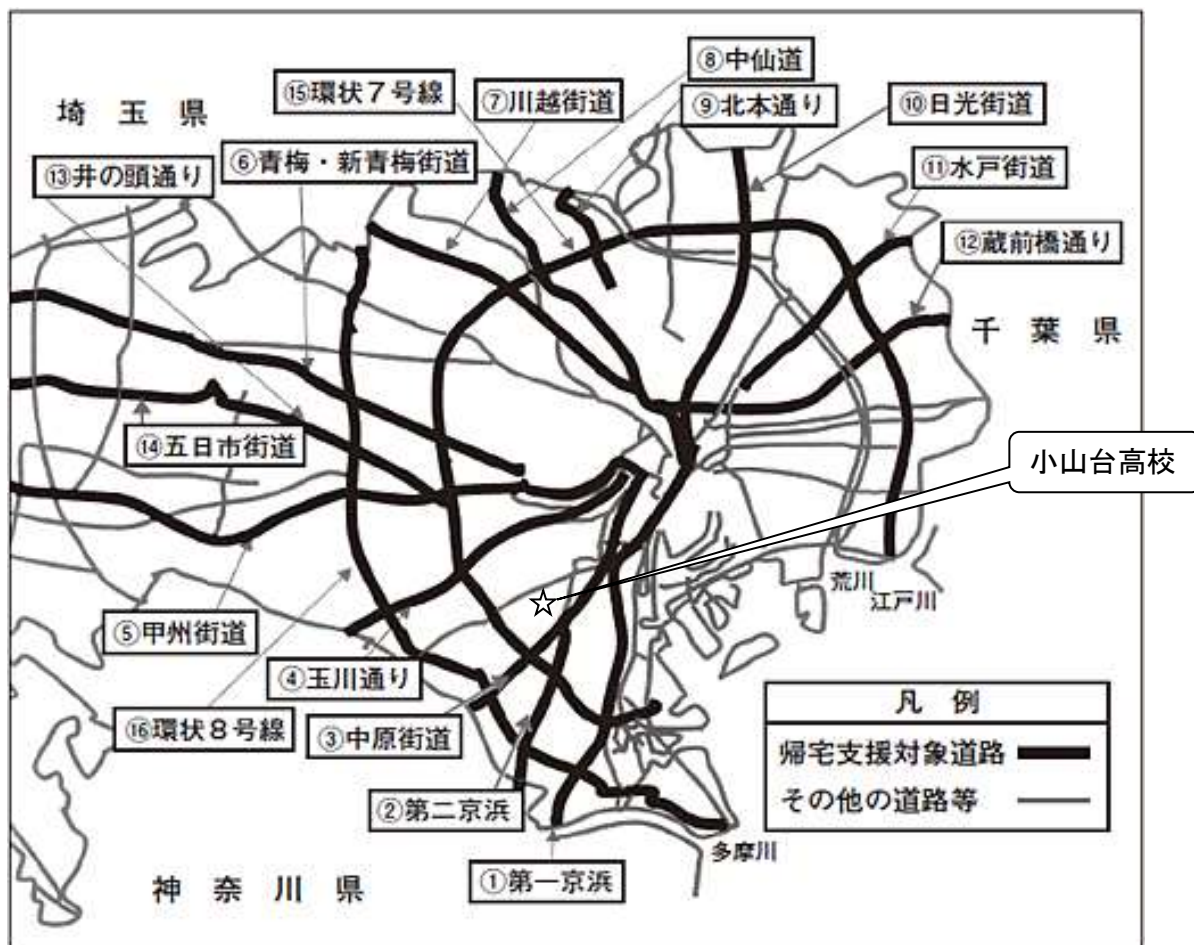 ⑧中仙道
⑮環状7号線
⑦川越街道
⑨北本通り
⑩日光街道
埼玉県
⑥青梅・新青梅街道
⑬井の頭通り
⑪水戸街道
⑫蔵前橋通り
千葉県
⑭五日市街道
小山台高校
荒川
江戸川
⑤甲州街道
④玉川通り
⑯環状8号線
③中原街道
②第二京浜
①第一京浜
多摩川
神奈川県
凡例
帰宅支援対象道路
その他の道路等